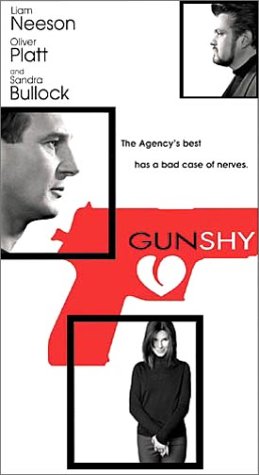 Liam
Neeson
Oliver
Platt
and
Sandra
Bullock
The Agency's best
has a bad case of nerves.
GUNSHY